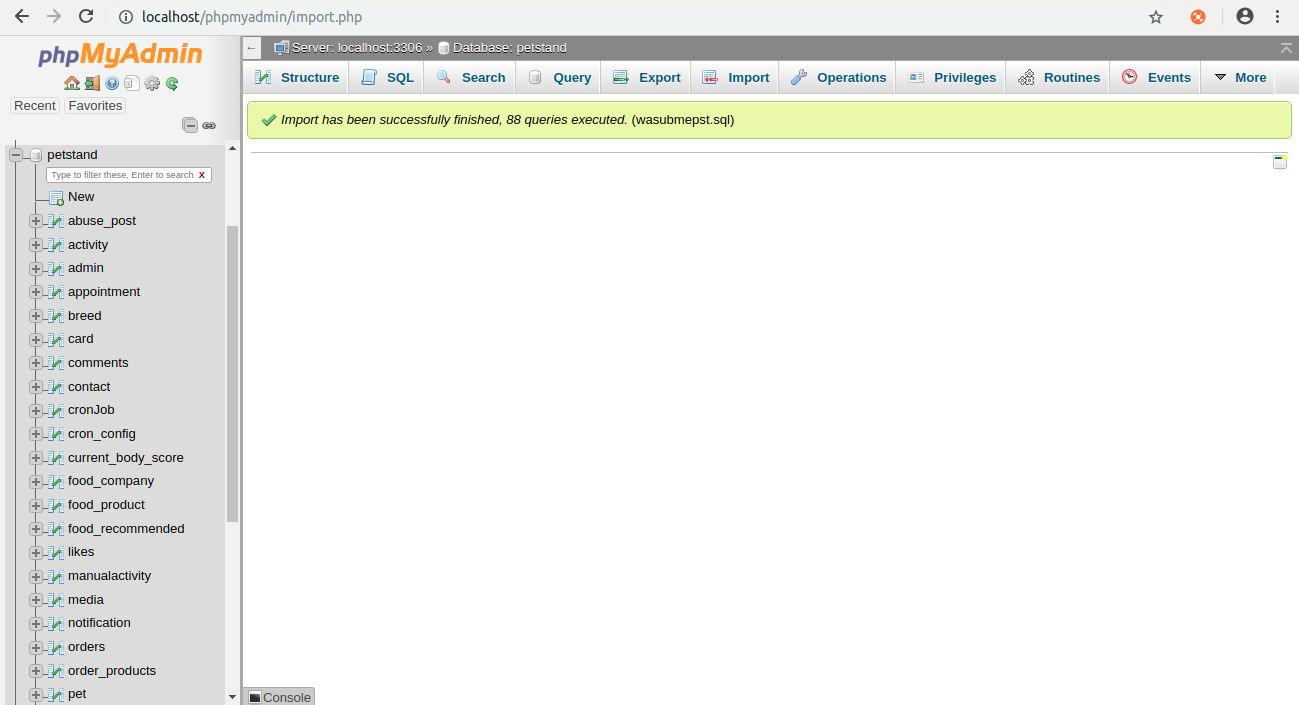 localhost/phpmyadmin/import.php
phpMyAdmin
Recent Favorites
petstand
Type to filter these, Enter to search X
New
abuse_post
activity
admin
appointment
breed
card
comments
contact
cronJob
cron_config
current_body_score
food_company
food_product
food_recommended
likes
manualactivity
media
notification
orders
order_products
pet
Server: localhost:3306 » Database: petstand
Structure SQL Search Query Export Import Operations Privileges Routines Events More
Import has been successfully finished, 88 queries executed. (wasubmepst.sql)
Console